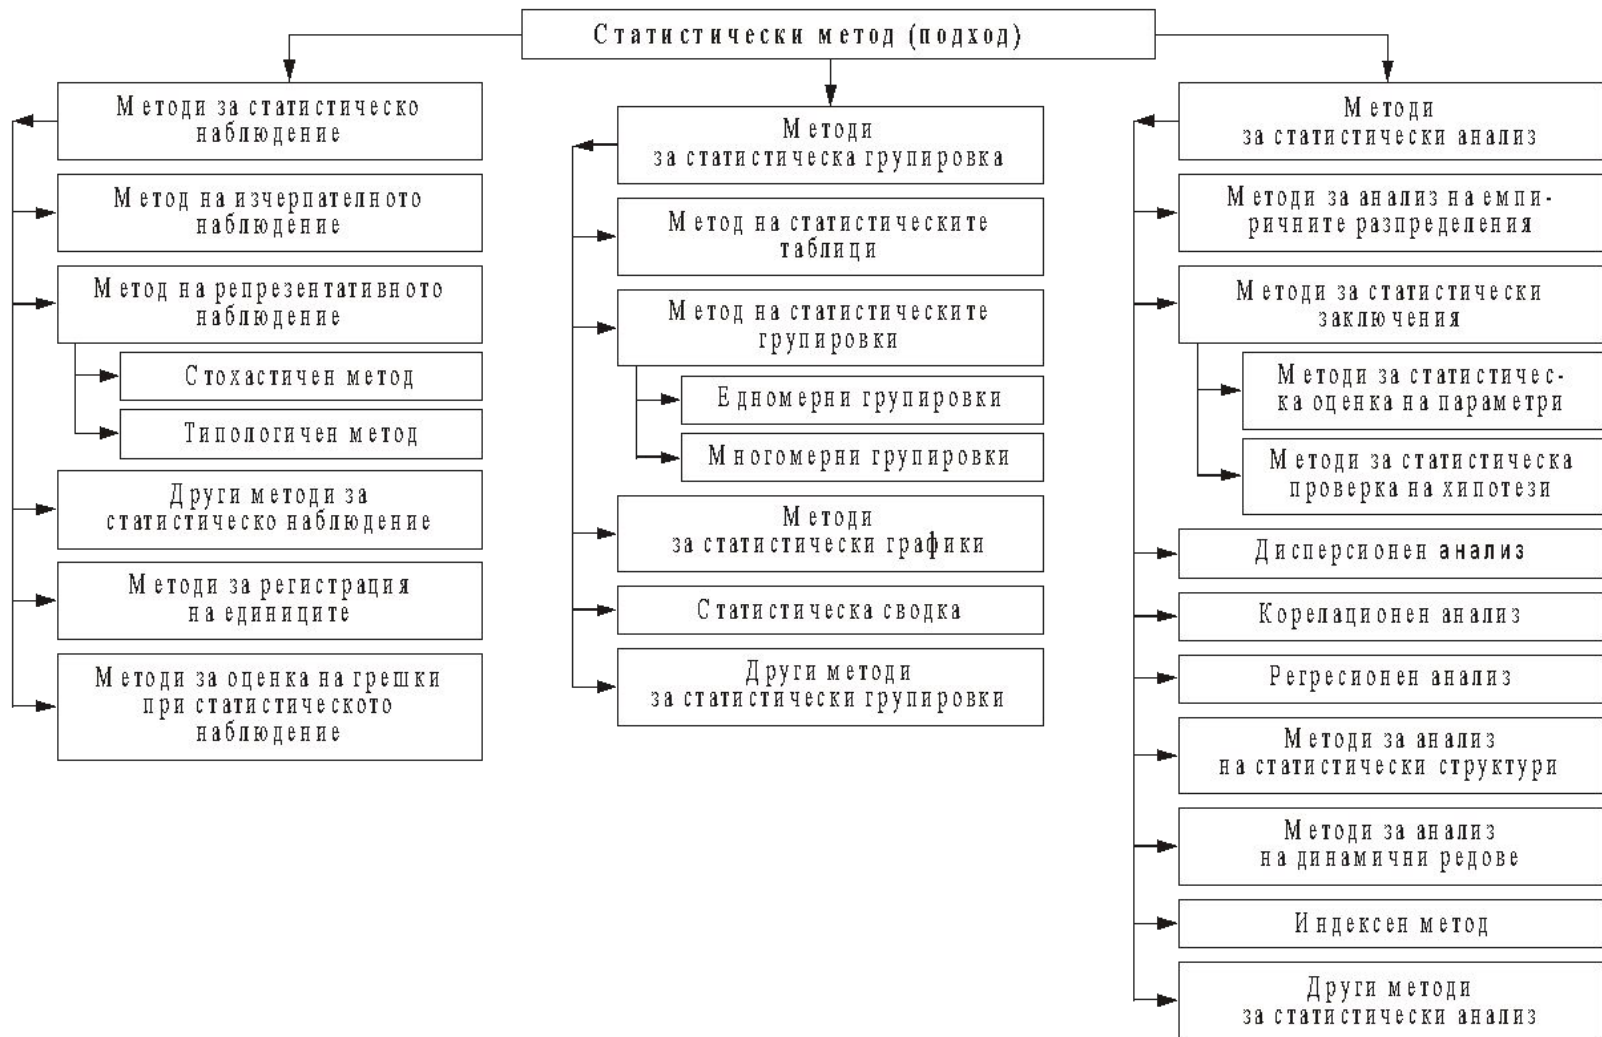 Статистически метод (подход)
Методи за статистическо
наблюдение
Метод на изчерпателното
наблюдение
Метод на репрезентативното
наблюдение
Стохастичен метод
Типологичен метод
Други методи за
статистическо наблюдение
Методи за регистрация
на единиците
Методи за оценка на грешки
при статистическото
наблюдение
Методи
за статистическа групировка
Метод на статистическите
таблици
Метод на статистическите
групировки
Едномерни групировки
Многомерни групировки
Методи
за статистически графики
Статистическа сводка
Други методи
за статистически групировки
Методи
за статистически анализ
Методи за анализ на емпи-
ричните разпределения
Методи за статистически
заключения
Методи за статистичес-
ка оценка на параметри
Методи за статистическа
проверка на хипотези
Дисперсионен анализ
Корелационен анализ
Регресионен анализ
Методи за анализ
на статистически структури
Методи за анализ
на динамични редове
Индексен метод
Други методи
за статистически анализ